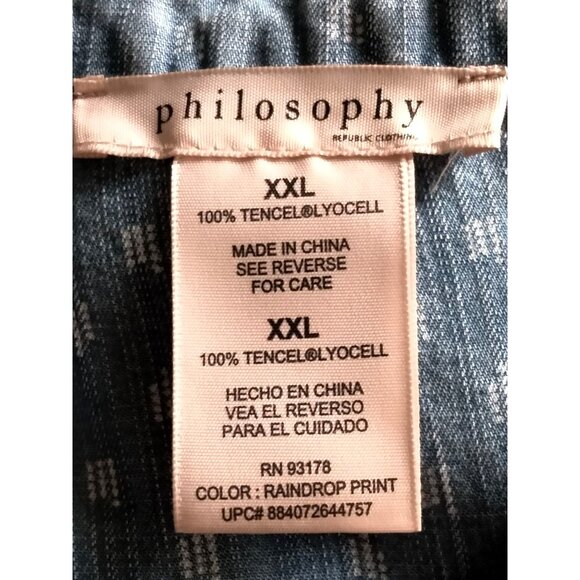 philosophy
REPUBLIC CLOTHING
XXL
100% TENCEL®LYOCELL
MADE IN CHINA
SEE REVERSE
FOR CARE
XXL
100% TENCEL®LYOCELL
HECHO EN CHINA
VEA EL REVERSO
PARA EL CUIDADO
RN 93178
COLOR : RAINDROP PRINT
UPC# 884072644757